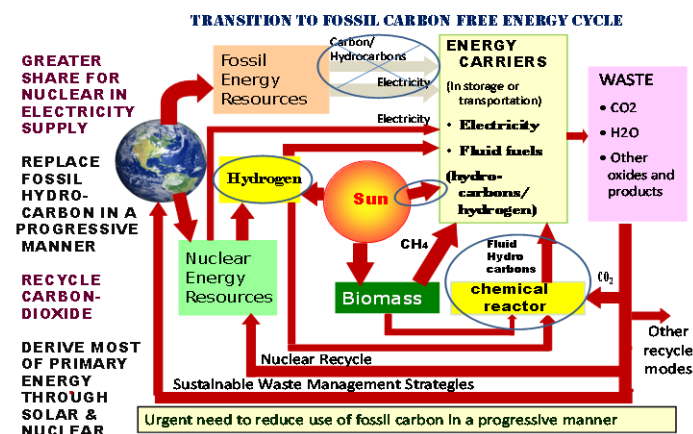 TRANSITION TO FOSSIL CARBON FREE ENERGY CYCLE
GREATER
SHARE FOR
NUCLEAR IN
ELECTRICITY
SUPPLY
REPLACE
FOSSIL
HYDRO-
CARBON IN A
PROGRESSIVE
MANNER
RECYCLE
CARBON-
DIOXIDE
DERIVE MOST
OF PRIMARY
ENERGY
THROUGH
SOLAR &
NUCLEAR
Fossil
Energy
Resources
Carbon/
Hydrocarbons
Electricity
Electricity
ENERGY
CARRIERS
(In storage or
transportation)
• Electricity
• Fluid fuels
(hydro-
carbons/
hydrogen)
WASTE
• CO2
• H2O
• Other
oxides and
products
Hydrogen
Sun
CH4
Nuclear
Energy
Resources
Biomass
Fluid
Hydro
carbons
chemical
reactor
CO2
Other
recycle
modes
Nuclear Recycle
Sustainable Waste Management Strategies
Urgent need to reduce use of fossil carbon in a progressive manner